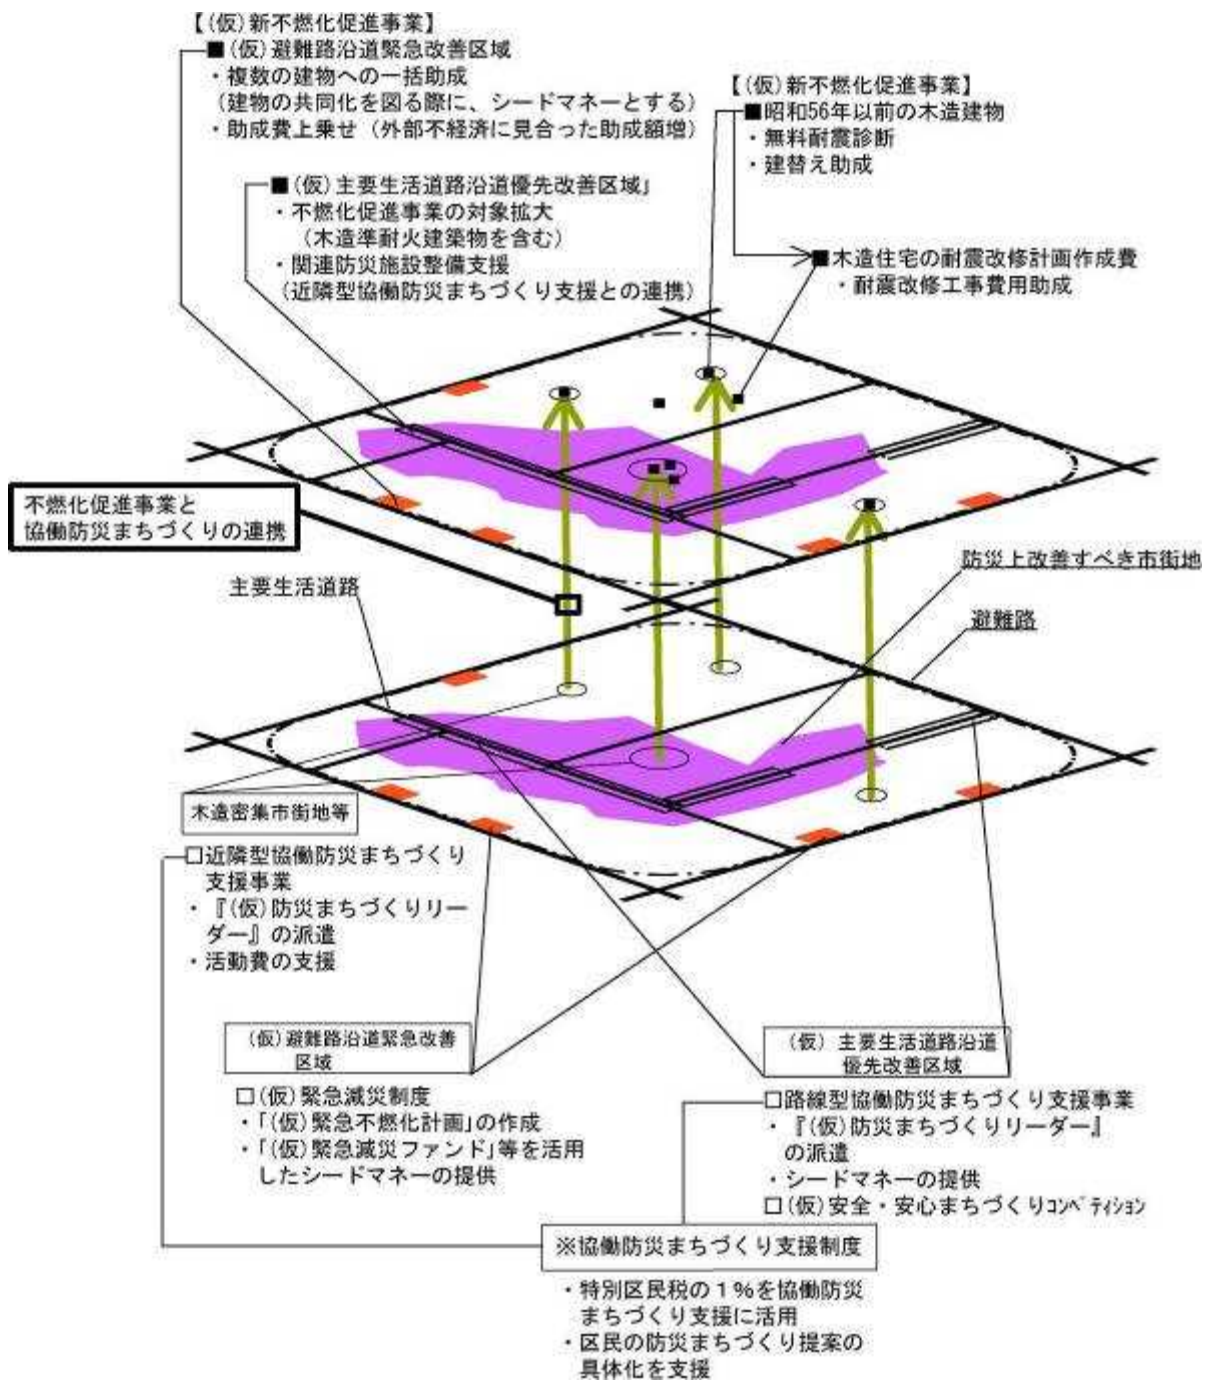 【(仮)新不燃化促進事業】
■(仮)避難路沿道緊急改善区域
・複数の建物への一括助成
(建物の共同化を図る際に、シードマネーとする)
・助成費上乗せ(外部不経済に見合った助成額増)
【(仮)新不燃化促進事業】
■昭和56年以前の木造建物
・無料耐震診断
・建替え助成
■(仮)主要生活道路沿道優先改善区域」
・不燃化促進事業の対象拡大
(木造準耐火建築物を含む)
・関連防災施設整備支援
(近隣型協働防災まちづくり支援との連携)
■木造住宅の耐震改修計画作成費
・耐震改修工事費用助成
不燃化促進事業と
協働防災まちづくりの連携
防災上改善すべき市街地
主要生活道路
避難路
木造密集市街地等
□近隣型協働防災まちづくり
支援事業
・『(仮)防災まちづくりリー
ダー』の派遣
・活動費の支援
(仮)避難路沿道緊急改善
区域
□(仮)緊急減災制度
・「(仮)緊急不燃化計画」の作成
・「(仮)緊急減災ファンド」等を活用
したシードマネーの提供
(仮)主要生活道路沿道
優先改善区域
□路線型協働防災まちづくり支援事業
・『(仮)防災まちづくりリーダー』
の派遣
・シードマネーの提供
□(仮)安全・安心まちづくりコンペティション
※協働防災まちづくり支援制度
・特別区民税の1%を協働防災
まちづくり支援に活用
・区民の防災まちづくり提案の
具体化を支援